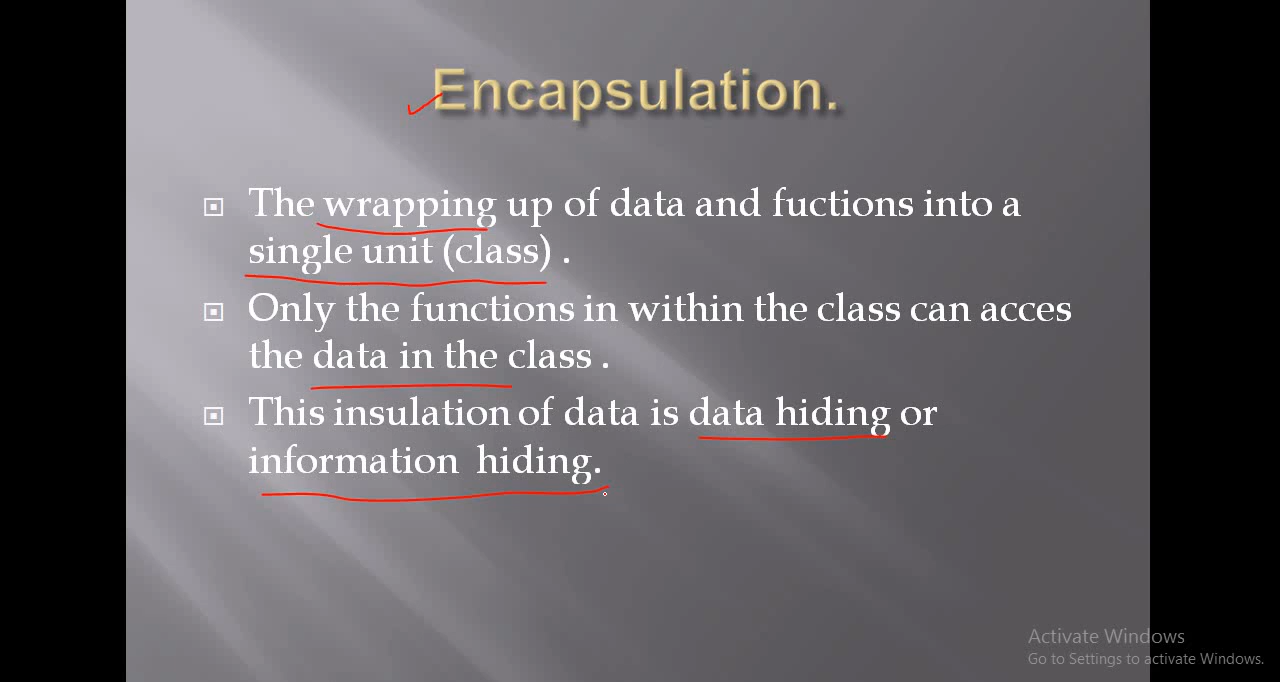 Encapsulation.
The wrapping up of data and fuctions into a
single unit (class) .
Only the functions in within the class can acces
the data in the class .
This insulation of data is data hiding or
information hiding.
Activate Windows
Go to Settings to activate Windows.